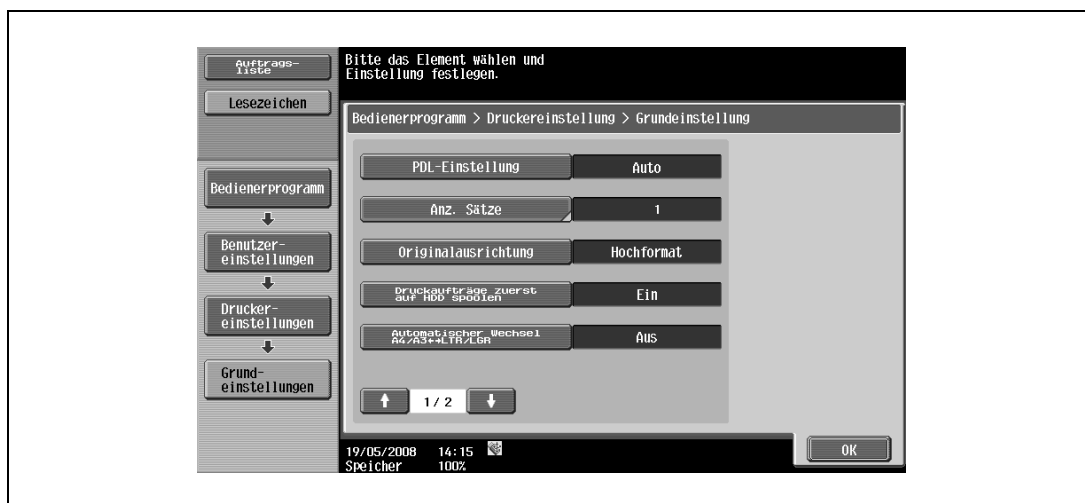 Auftrags-
liste
Lesezeichen
Bedienerprogramm
Benutzer-
einstellungen
Drucker-
einstellungen
Grund-
einstellungen
Bitte das Element wählen und
Einstellung festlegen.
Bedienerprogramm > Druckereinstellung > Grundeinstellung
PDL-Einstellung Auto
Anz. Sätze 1
Originalausrichtung Hochformat
Druckaufträge zuerst
auf HDD spoolen Ein
Automatischer Wechsel
A4/A3↔LTR/LGR Aus
↑ 1/2 ↓
19/05/2008 14:15
Speicher 100%
OK